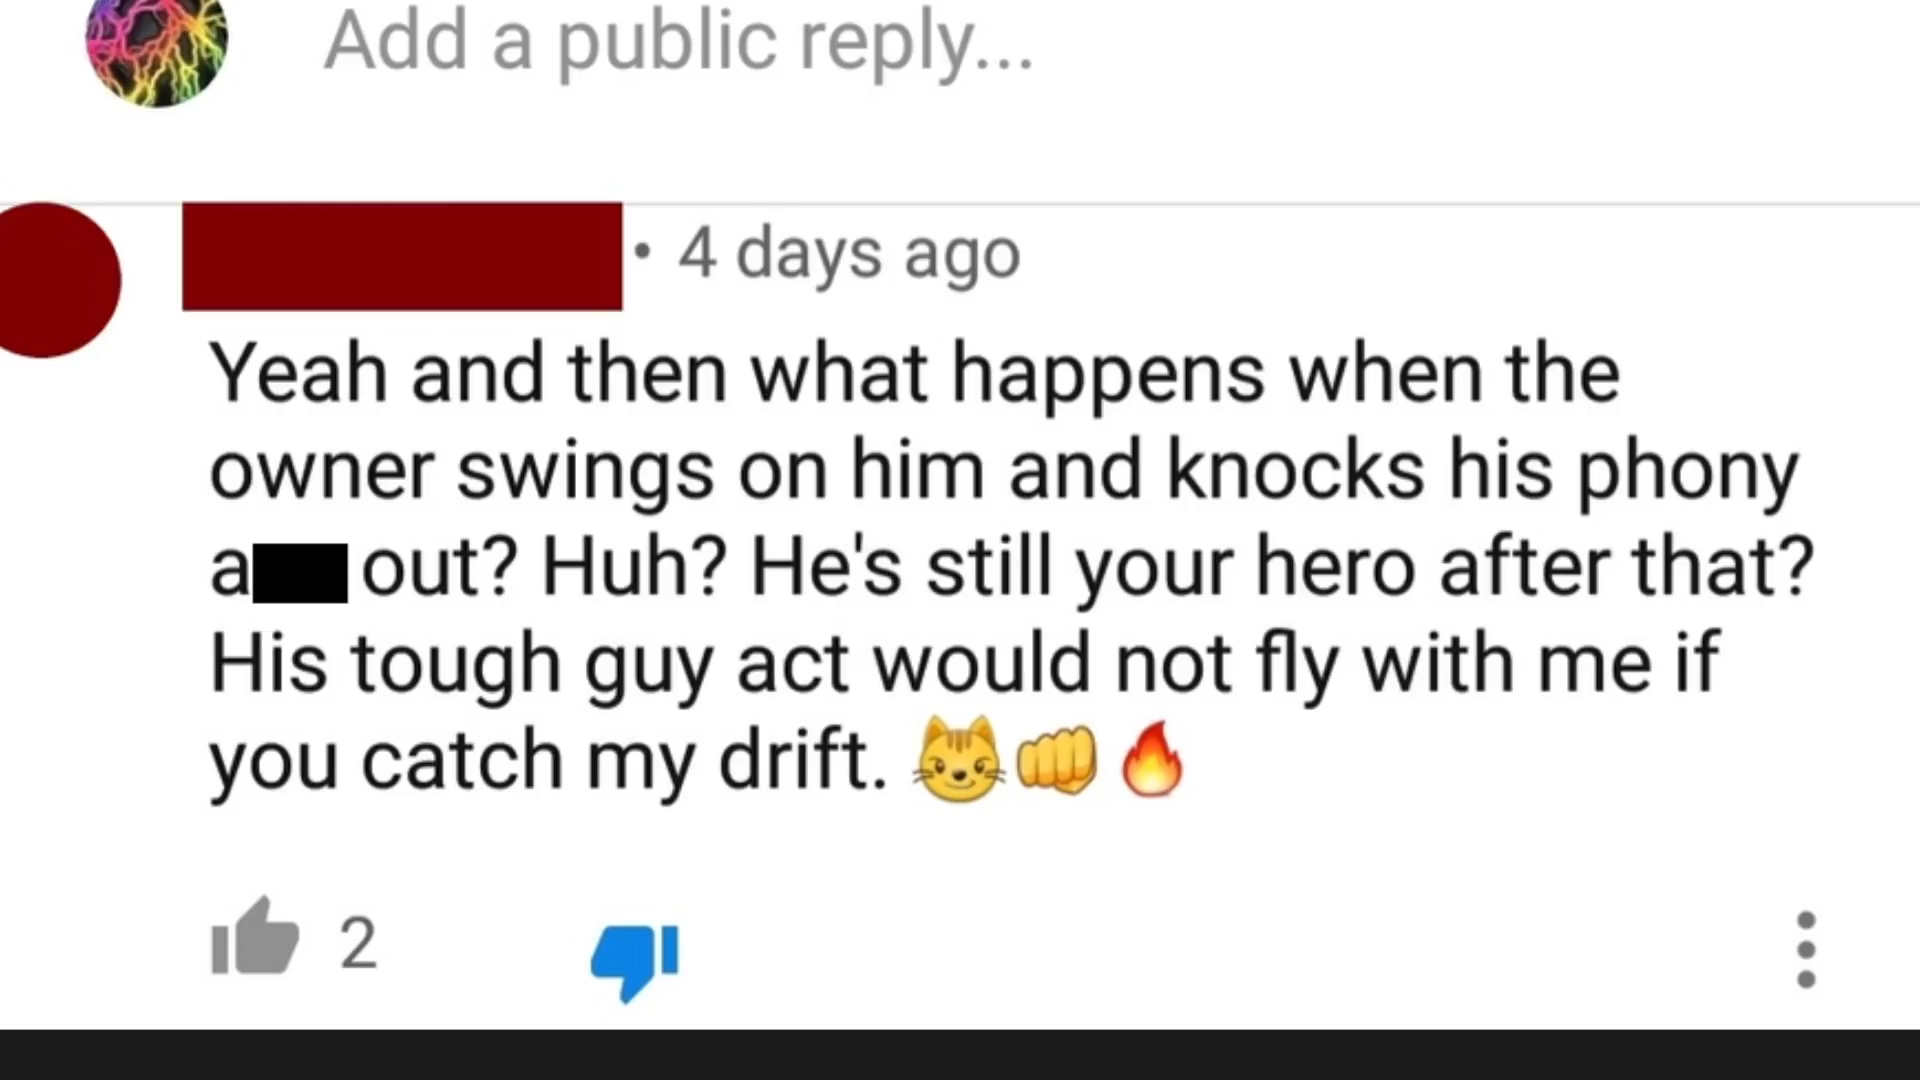 Add a public reply...
• 4 days ago
Yeah and then what happens when the
owner swings on him and knocks his phony
a out? Huh? He's still your hero after that?
His tough guy act would not fly with me if
you catch my drift. 😼👊🔥
2